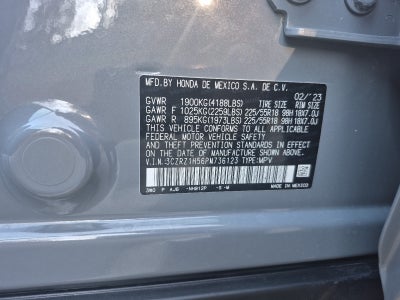 MFD.BY HONDA DE MEXICO S.A. DE C.V.
02/'23
GVWR 1900KG(4188LBS) TIRE SIZE RIM SIZE
GAWR F 1025KG(2259LBS) 225/55R18 98H 18X7.0J
GAWR R 895KG(1973LBS) 225/55R18 98H 18X7.0J
THIS VEHICLE CONFORMS TO ALL APPLICABLE
FEDERAL MOTOR VEHICLE SAFETY AND THEFT
PREVENTION STANDARDS IN EFFECT ON THE
DATE OF MANUFACTURE SHOWN ABOVE.
V.I.N.:3CZRZ1H56PM736123 TYPE:MPV
3M0 P AJG -NH912P -B -M
MADE IN MEXICO